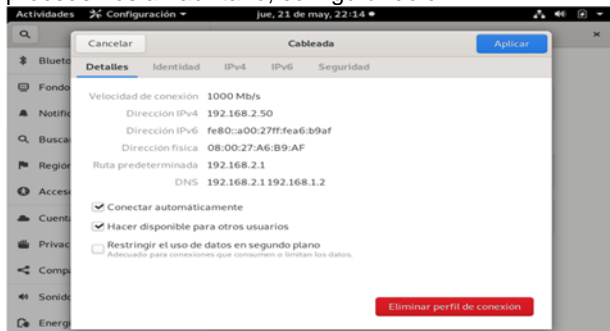 Actividades Configuración jue, 21 de may, 22:14
Cancelar Cableada Aplicar
Detalles Identidad IPv4 IPv6 Seguridad
Velocidad de conexión 1000 Mb/s
Dirección IPv4 192.168.2.50
Dirección IPv6 fe80::a00:27ff:fea6:b9af
Dirección física 08:00:27:A6:B9:AF
Ruta predeterminada 192.168.2.1
DNS 192.168.2.1 192.168.1.2
Conectar automáticamente
Hacer disponible para otros usuarios
Restringir el uso de datos en segundo plano
Adecuado para conexiones que consumen o limitan los datos.
Eliminar perfil de conexión
Blueto
Fondo
Notific
Busca
Región
Acces
Cuent
Privac
Compa
Sonido
Energ